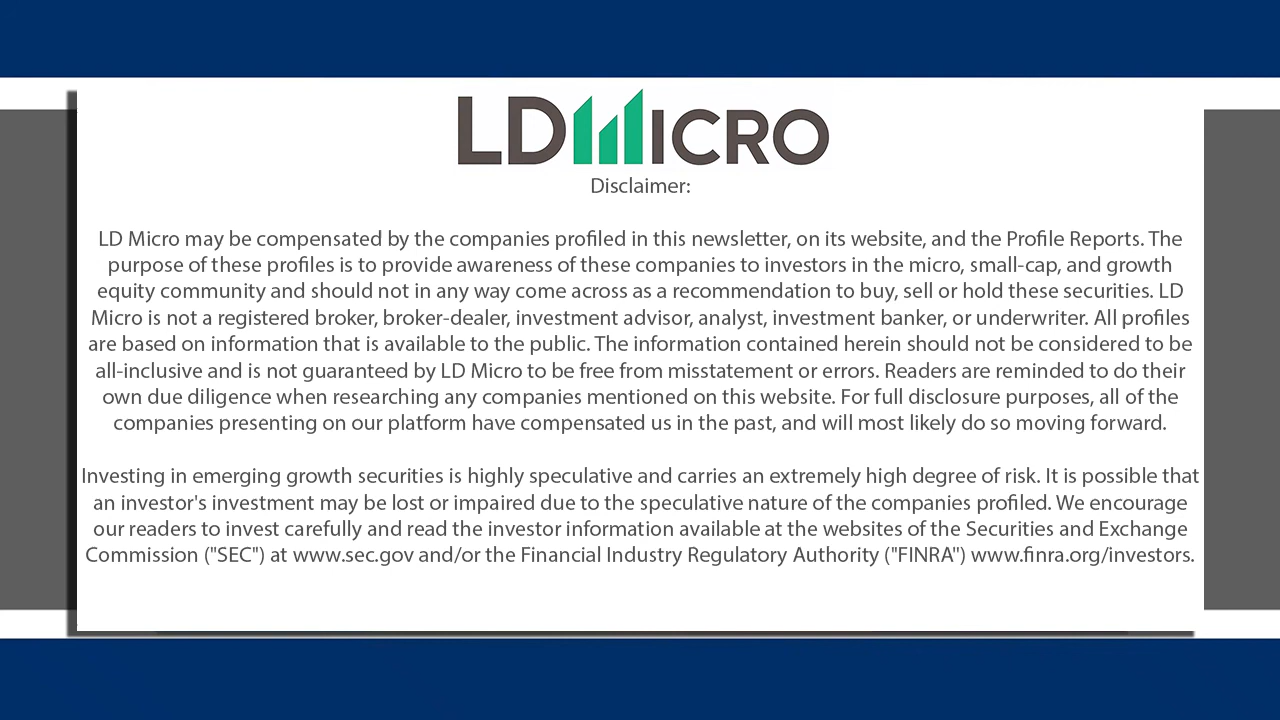 LDMICRO
Disclaimer:
LD Micro may be compensated by the companies profiled in this newsletter, on its website, and the Profile Reports. The
purpose of these profiles is to provide awareness of these companies to investors in the micro, small-cap, and growth
equity community and should not in any way come across as a recommendation to buy, sell or hold these securities. LD
Micro is not a registered broker, broker-dealer, investment advisor, analyst, investment banker, or underwriter. All profiles
are based on information that is available to the public. The information contained herein should not be considered to be
all-inclusive and is not guaranteed by LD Micro to be free from misstatement or errors. Readers are reminded to do their
own due diligence when researching any companies mentioned on this website. For full disclosure purposes, all of the
companies presenting on our platform have compensated us in the past, and will most likely do so moving forward.
Investing in emerging growth securities is highly speculative and carries an extremely high degree of risk. It is possible that
an investor's investment may be lost or impaired due to the speculative nature of the companies profiled. We encourage
our readers to invest carefully and read the investor information available at the websites of the Securities and Exchange
Commission ("SEC") at www.sec.gov and/or the Financial Industry Regulatory Authority ("FINRA") www.finra.org/investors.